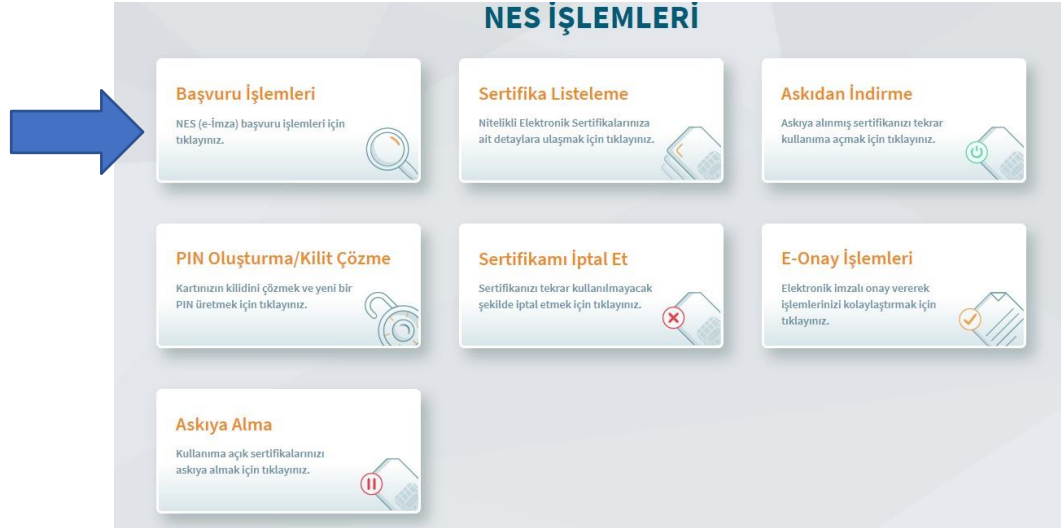 NES İŞLEMLERİ
Başvuru İşlemleri
NES (e-İmza) başvuru işlemleri için
tıklayınız.
Sertifika Listeleme
Nitelikli Elektronik Sertifikalarınıza
ait detaylara ulaşmak için tıklayınız.
Askıdan İndirme
Askıya alınmış sertifikanızı tekrar
kullanıma açmak için tıklayınız.
PIN Oluşturma/Kilit Çözme
Kartınızın kilidini çözmek ve yeni bir
PIN üretmek için tıklayınız.
Sertifikamı İptal Et
Sertifikanızı tekrar kullanılmayacak
şekilde iptal etmek için tıklayınız.
E-Onay İşlemleri
Elektronik imzalı onay vererek
işlemlerinizi kolaylaştırmak için
tıklayınız.
Askıya Alma
Kullanıma açık sertifikalarınızı
askıya almak için tıklayınız.